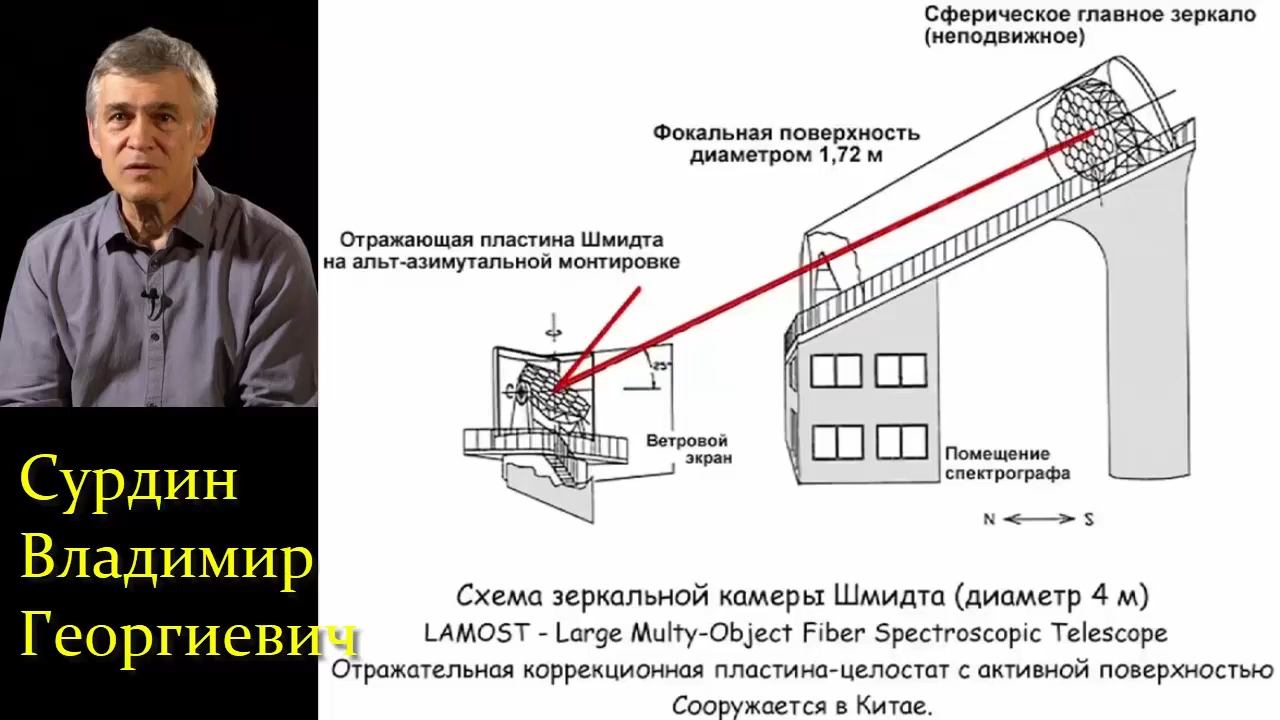 Сферическое главное зеркало
(неподвижное)
Фокальная поверхность
диаметром 1,72 м
Отражающая пластина Шмидта
на альт-азимутальной монтировке
25°
Ветровой
экран
Помещение
спектрографа
N S
Сурдин
Владимир
Георгиевич
Схема зеркальной камеры Шмидта (диаметр 4 м)
LAMOST - Large Multy-Object Fiber Spectroscopic Telescope
Отражательная коррекционная пластина-целостат с активной поверхностью
Сооружается в Китае.